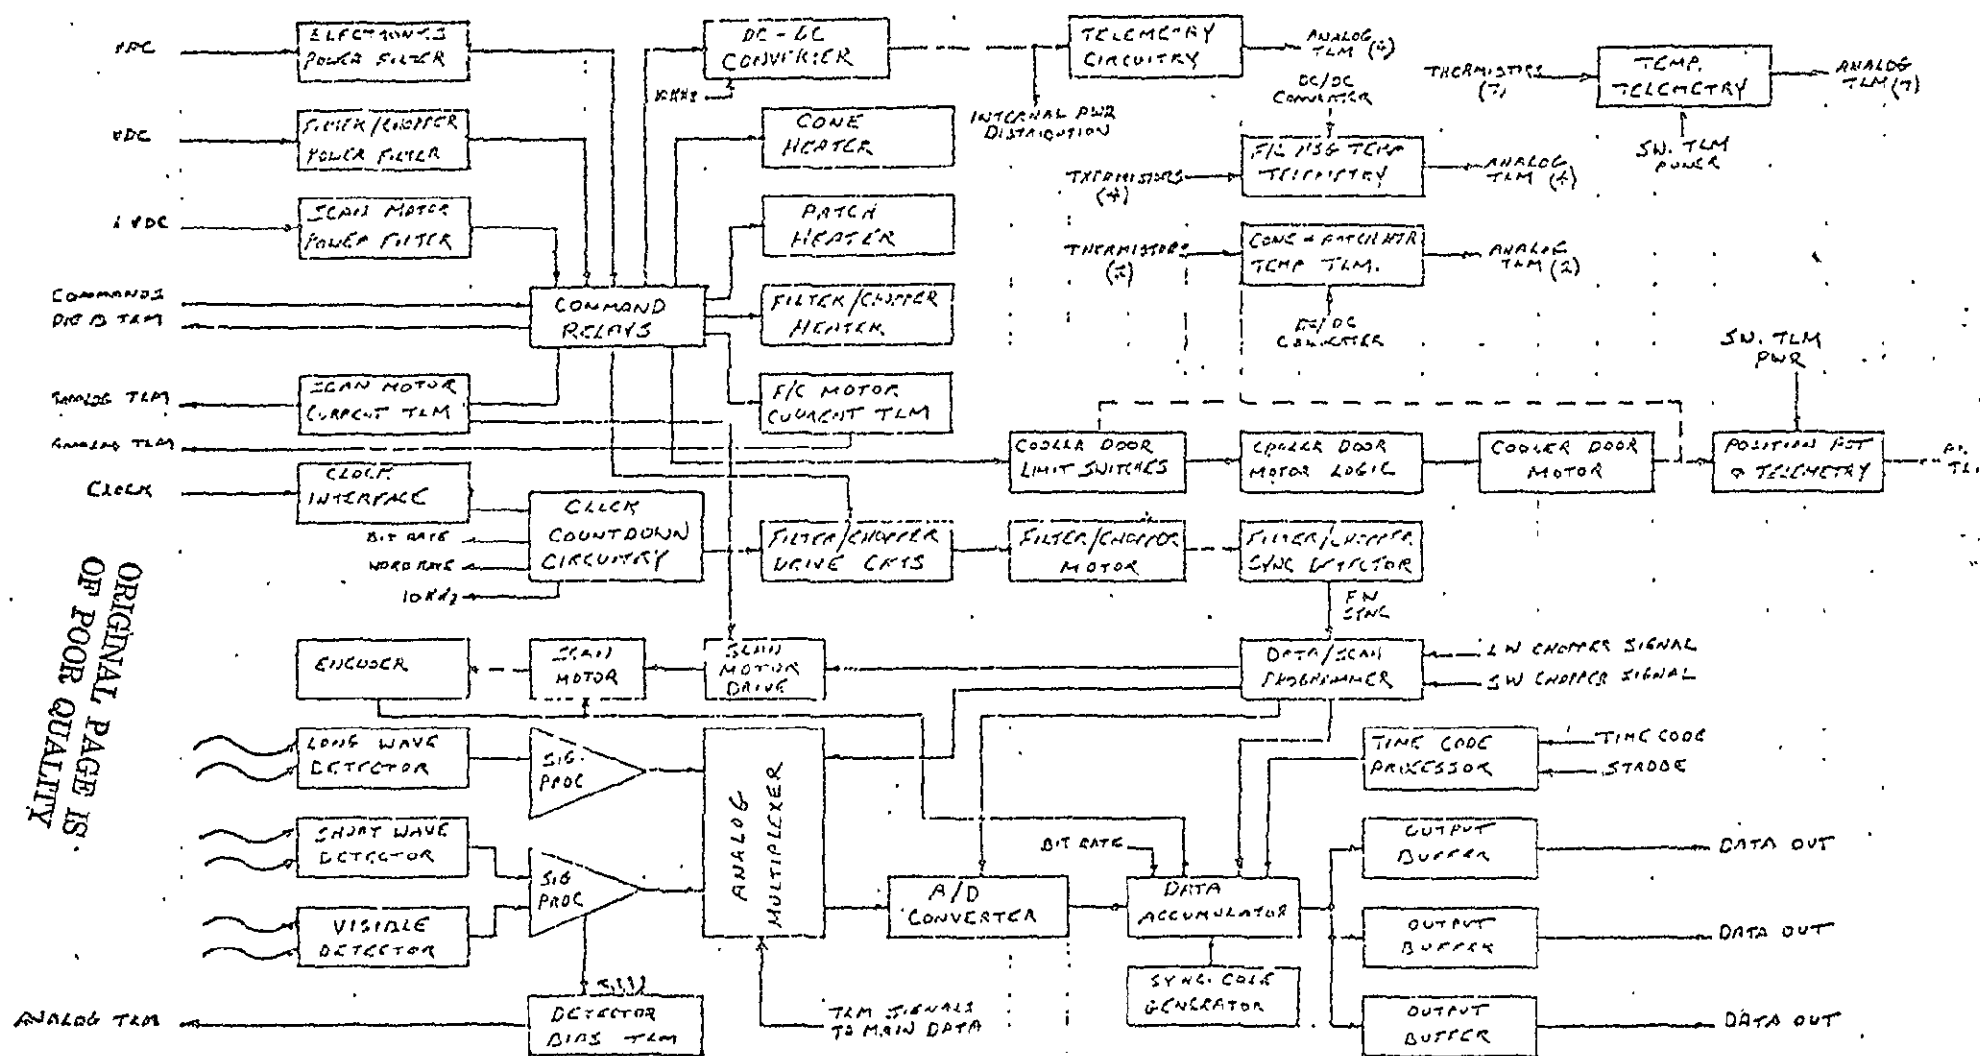 POWER FILTER
DC-DC
CONVERTER
TELEMETRY
CIRCUITRY
ANALOG
TLM
DC/DC
CONVERTER
THERMISTORS
TEMP.
TELEMETRY
ANALOG
TLM (7)
SW. TLM
POWER
INTERNAL PWR
DISTRIBUTION
VDC
FILTER/CHOPPER
POWER FILTER
CONE
HEATER
TELEMETRY
THERMISTORS
(4)
ANALOG
TLM
VDC
SCAN MOTOR
POWER FILTER
PATCH
HEATER
THERMISTORS
CONE
TEMP TLM.
ANALOG
TLM (2)
DC/DC
CONVERTER
COMMANDS
TLM
COMMAND
RELAYS
FILTER/CHOPPER
HEATER
SW. TLM
PWR
ANALOG TLM
SCAN MOTOR
CURRENT TLM
F/C MOTOR
CURRENT TLM
ANALOG TLM
COOLER DOOR
LIMIT SWITCHES
COOLER DOOR
MOTOR LOGIC
COOLER DOOR
MOTOR
POSITION
TELEMETRY
CLOCK
CLOCK
INTERFACE
BIT RATE
WORD RATE
CLOCK
COUNTDOWN
CIRCUITRY
FILTER/CHOPPER
DRIVE CKTS
FILTER/CHOPPER
MOTOR
FILTER/CHOPPER
SYNC DETECTOR
SYNC
ORIGINAL PAGE IS
OF POOR QUALITY
ENCODER
SCAN
MOTOR
SCAN
MOTOR
DRIVE
DATA/SCAN
PROGRAMMER
LW CHOPPER SIGNAL
SW CHOPPER SIGNAL
LONG WAVE
DETECTOR
SIG.
PROC
ANALOG
MULTIPLEXER
TIME CODE
PROCESSOR
TIME CODE
STROBE
SHORT WAVE
DETECTOR
SIG
PROC
BIT RATE
OUTPUT
BUFFER
DATA OUT
VISIBLE
DETECTOR
A/D
CONVERTER
DATA
ACCUMULATOR
OUTPUT
BUFFER
DATA OUT
ANALOG TLM
DETECTOR
BIAS TLM
TLM SIGNALS
TO MAIN DATA
SYNC. CODE
GENERATOR
OUTPUT
BUFFER
DATA OUT